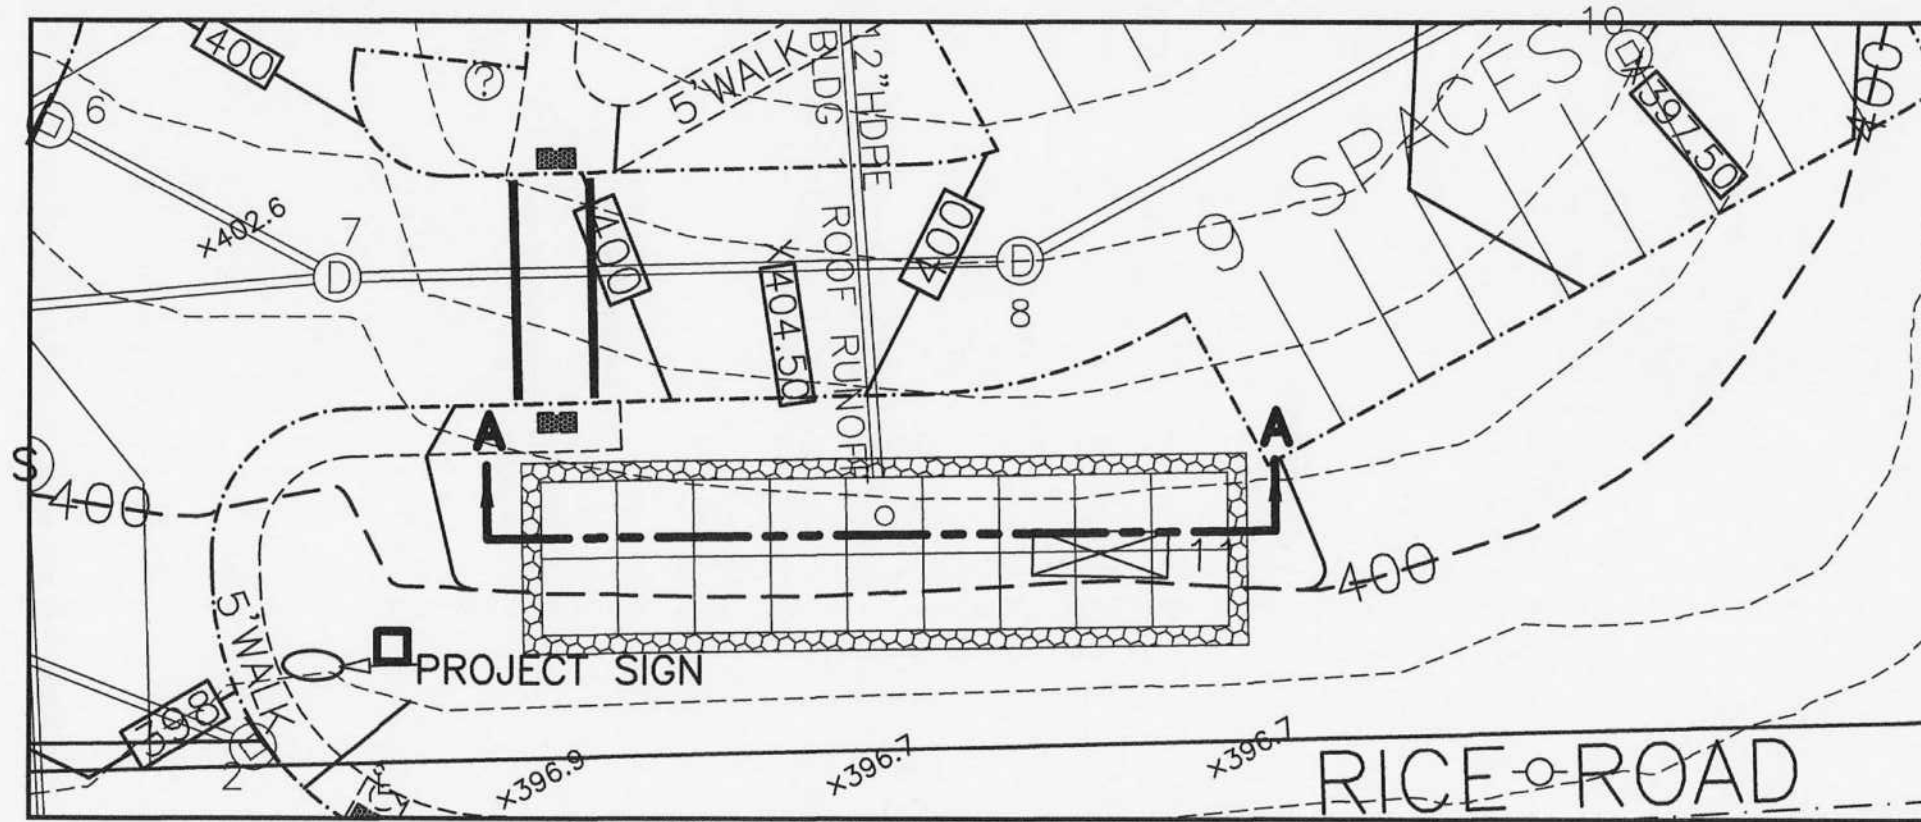 10
400
5'WALK
12"HDPE
BLDG 1
ROOF RUNOFF
400
6
?
397.50
9 SPACES
x402.6
7
D
400
400
D
8
x404.50
A
A
S
400
11
400
5'WALK
PROJECT SIGN
398
2
x396.9
x396.7
x396.7
RICE ROAD